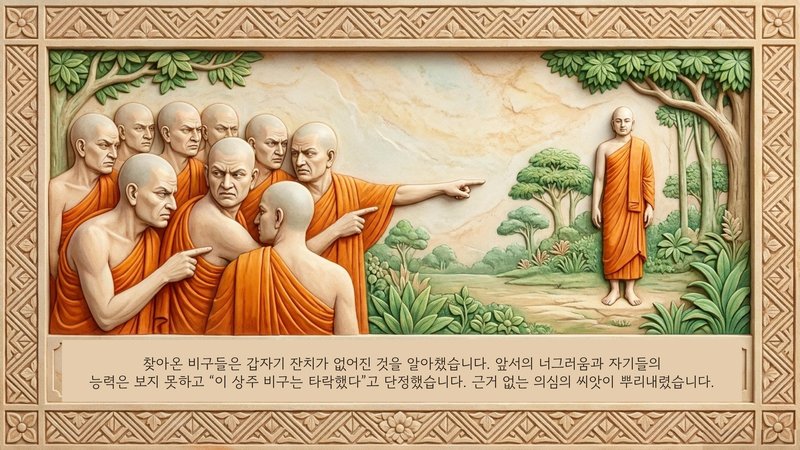 찾아온 비구들은 갑자기 잔치가 없어진 것을 알아챘습니다. 앞서의 너그러움과 자기들의
능력은 보지 못하고 “이 상주 비구는 타락했다”고 단정했습니다. 근거 없는 의심의 씨앗이 뿌리내렸습니다.